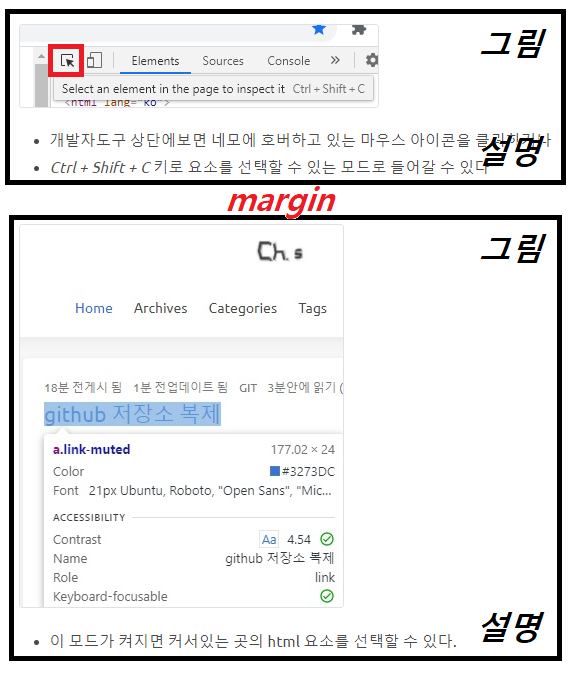 그림
Elements Sources Console »
Select an element in the page to inspect it Ctrl + Shift + C
<html lang="ko">
• 개발자도구 상단에보면 네모에 호버하고 있는 마우스 아이콘을 클릭하거나
• Ctrl + Shift + C 키로 요소를 선택할 수 있는 모드로 들어갈 수 있다
설명
margin
그림
Ch. s
Home Archives Categories Tags
18분 전게시 됨 1분 전업데이트 됨 GIT 3분안에 읽기 (
github 저장소 복제
a.link-muted 177.02 × 24
Color #3273DC
Font 21px Ubuntu, Roboto, "Open Sans", "Mic...
ACCESSIBILITY
Contrast Aa 4.54
Name github 저장소 복제
Role link
Keyboard-focusable
설명
• 이 모드가 켜지면 커서있는 곳의 html 요소를 선택할 수 있다.